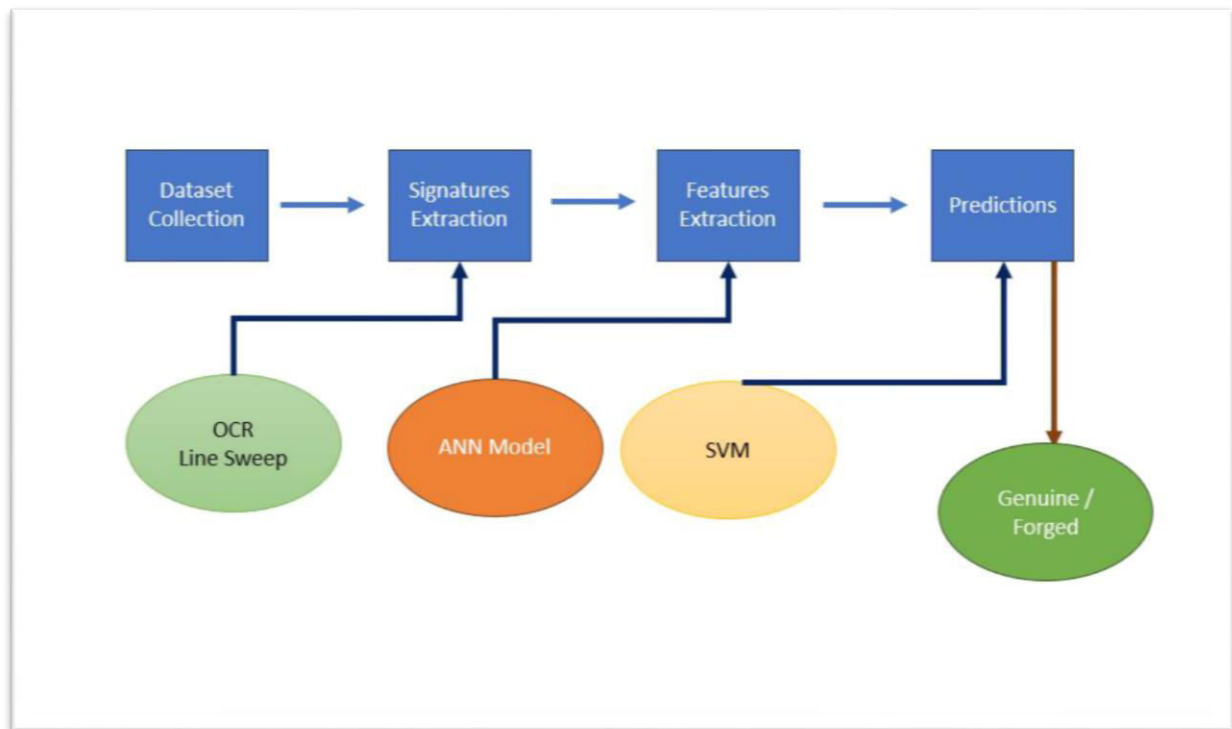 Dataset
Collection
Signatures
Extraction
Features
Extraction
Predictions
OCR
Line Sweep
ANN Model
SVM
Genuine /
Forged